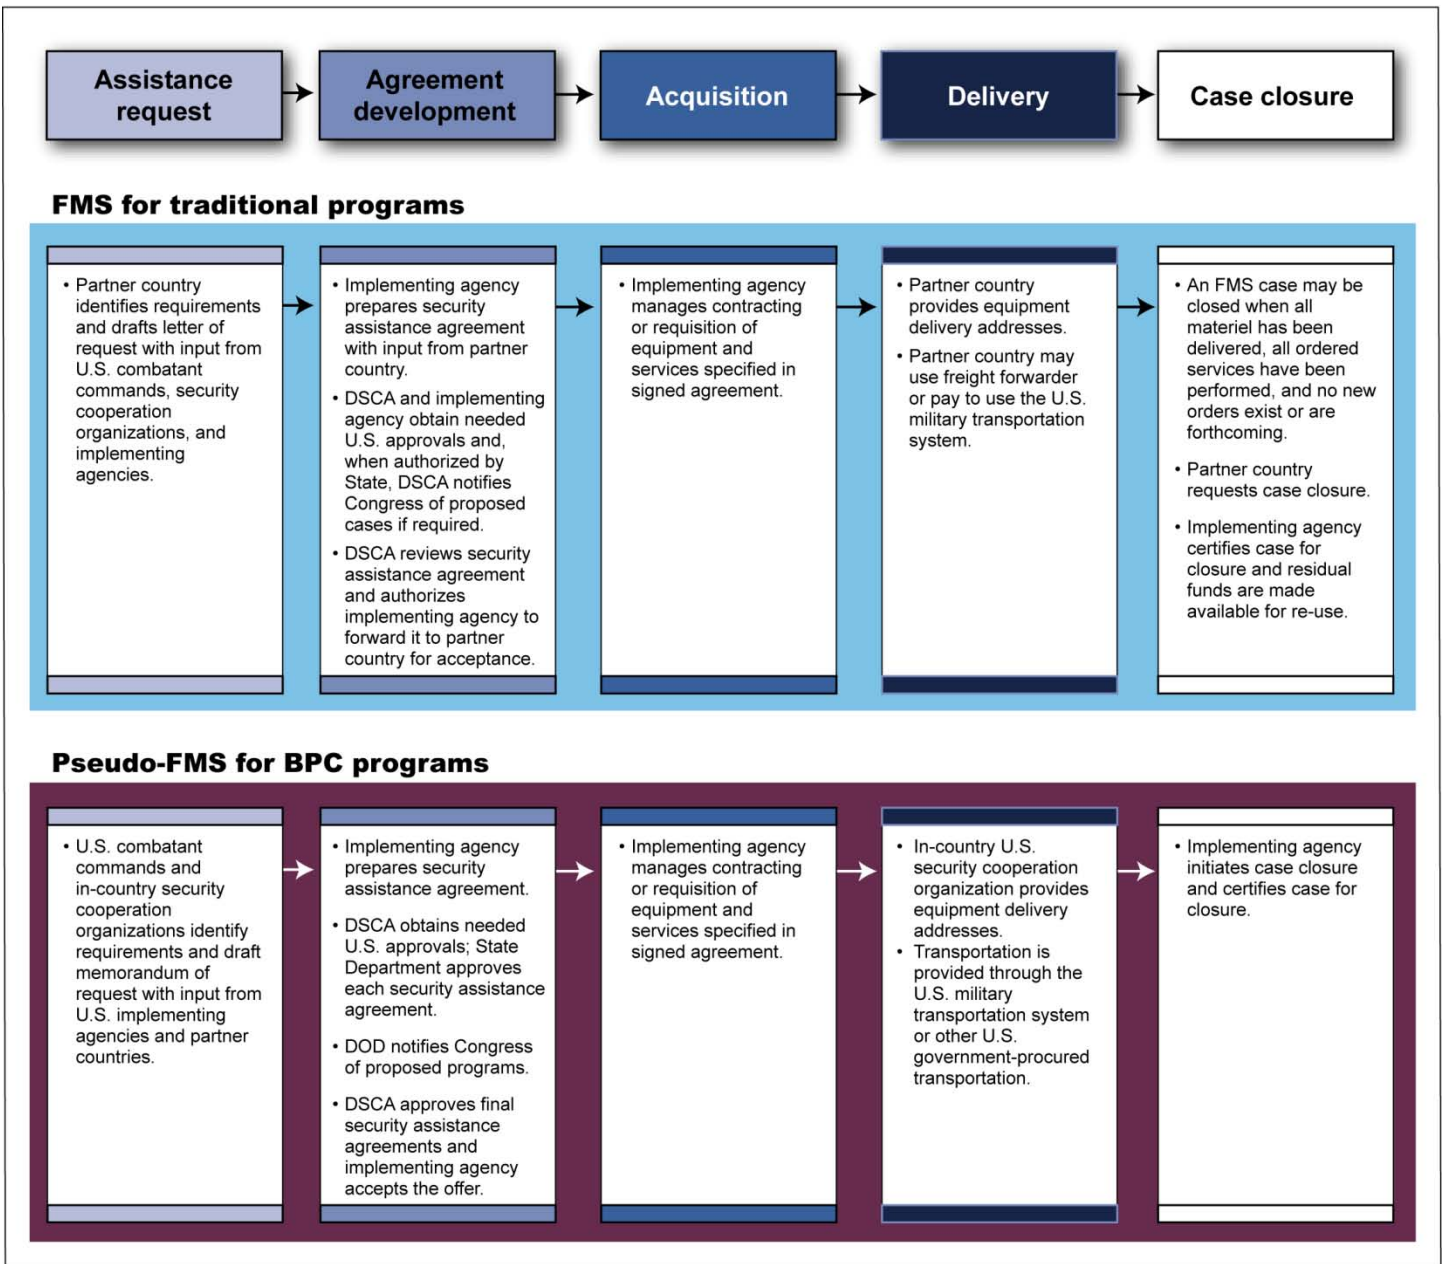 Assistance
request
Agreement
development
Acquisition
Delivery
Case closure
FMS for traditional programs
• Partner country
identifies requirements
and drafts letter of
request with input from
U.S. combatant
commands, security
cooperation
organizations, and
implementing
agencies.
• Implementing agency
prepares security
assistance agreement
with input from partner
country.
• DSCA and implementing
agency obtain needed
U.S. approvals and,
when authorized by
State, DSCA notifies
Congress of proposed
cases if required.
• DSCA reviews security
assistance agreement
and authorizes
implementing agency to
forward it to partner
country for acceptance.
• Implementing agency
manages contracting
or requisition of
equipment and
services specified in
signed agreement.
• Partner country
provides equipment
delivery addresses.
• Partner country may
use freight forwarder
or pay to use the U.S.
military transportation
system.
• An FMS case may be
closed when all
materiel has been
delivered, all ordered
services have been
performed, and no new
orders exist or are
forthcoming.
• Partner country
requests case closure.
• Implementing agency
certifies case for
closure and residual
funds are made
available for re-use.
Pseudo-FMS for BPC programs
• U.S. combatant
commands and
in-country security
cooperation
organizations identify
requirements and draft
memorandum of
request with input from
U.S. implementing
agencies and partner
countries.
• Implementing agency
prepares security
assistance agreement.
• DSCA obtains needed
U.S. approvals; State
Department approves
each security assistance
agreement.
• DOD notifies Congress
of proposed programs.
• DSCA approves final
security assistance
agreements and
implementing agency
accepts the offer.
• Implementing agency
manages contracting
or requisition of
equipment and
services specified in
signed agreement.
• In-country U.S.
security cooperation
organization provides
equipment delivery
addresses.
• Transportation is
provided through the
U.S. military
transportation system
or other U.S.
government-procured
transportation.
• Implementing agency
initiates case closure
and certifies case for
closure.